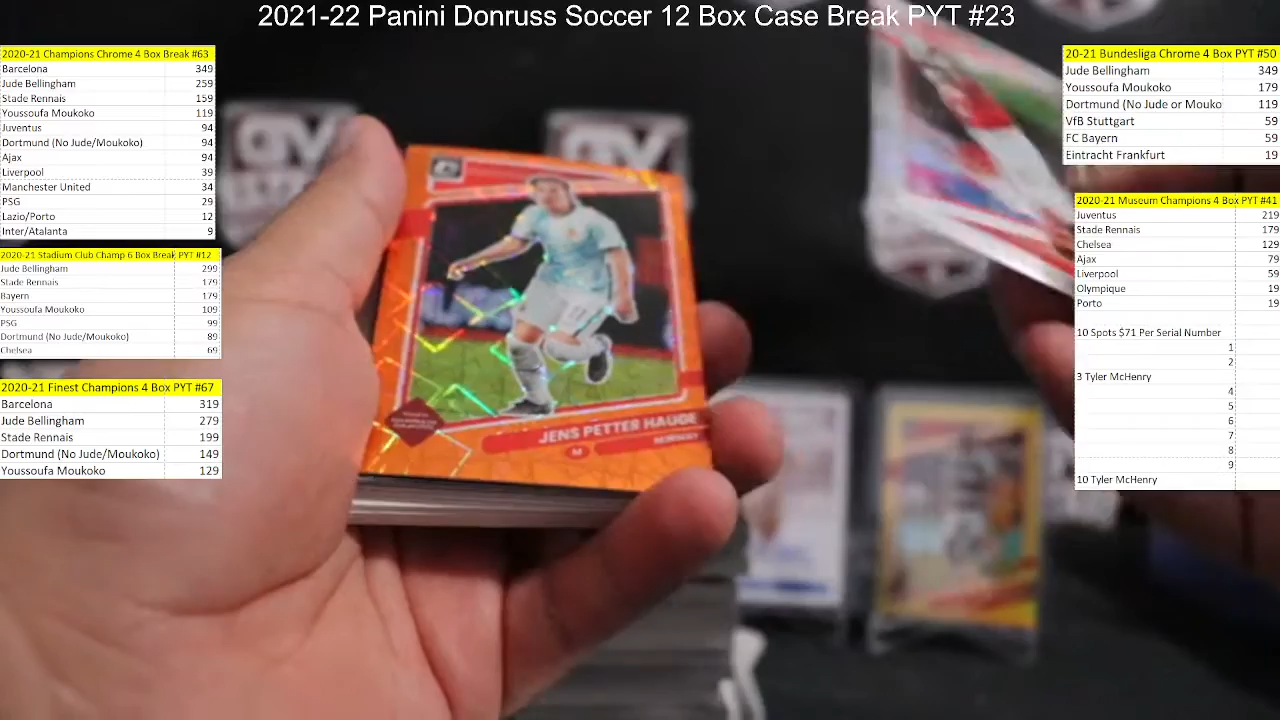 2021-22 Panini Donruss Soccer 12 Box Case Break PYT #23
2020-21 Champions Chrome 4 Box Break #63
Barcelona 349
Jude Bellingham 259
Stade Rennais 159
Youssoufa Moukoko 119
Juventus 94
Dortmund (No Jude/Moukoko) 94
Ajax 94
Liverpool 39
Manchester United 34
PSG 29
Lazio/Porto 12
Inter/Atalanta 9
2020-21 Stadium Club Champ 6 Box Break PYT #12
Jude Bellingham 299
Stade Rennais 179
Bayern 179
Youssoufa Moukoko 109
PSG 99
Dortmund (No Jude/Moukoko) 89
Chelsea 69
2020-21 Finest Champions 4 Box PYT #67
Barcelona 319
Jude Bellingham 279
Stade Rennais 199
Dortmund (No Jude/Moukoko) 149
Youssoufa Moukoko 129
JENS PETTER HAUGE
M NORWAY
20-21 Bundesliga Chrome 4 Box PYT #50
Jude Bellingham 349
Youssoufa Moukoko 179
Dortmund (No Jude or Mouko 119
VfB Stuttgart 59
FC Bayern 59
Eintracht Frankfurt 19
2020-21 Museum Champions 4 Box PYT #41
Juventus 219
Stade Rennais 179
Chelsea 129
Ajax 79
Liverpool 59
Olympique 19
Porto 19
10 Spots $71 Per Serial Number
1
2
3 Tyler McHenry
4
5
6
7
8
9
10 Tyler McHenry